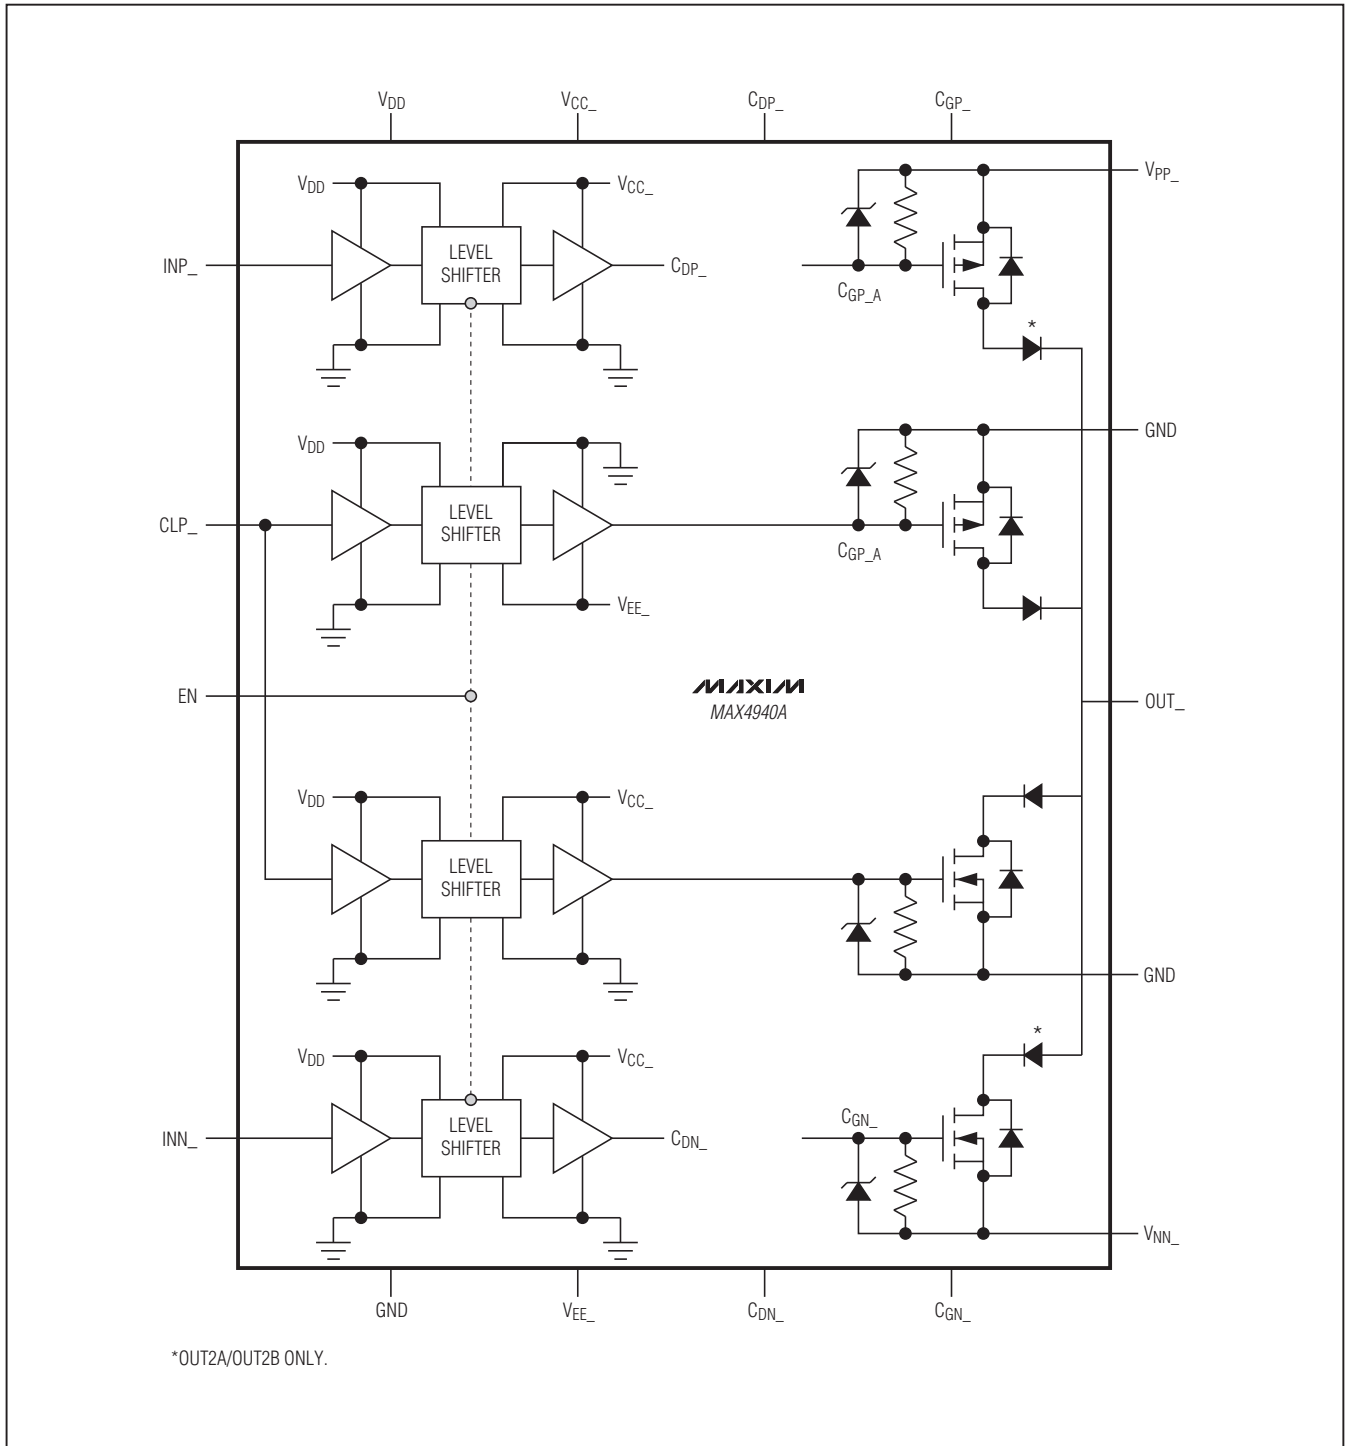 VDD VCC_ CDP_ CGP_
VDD VCC_ VPP_
INP_ LEVEL SHIFTER CDP_ CGP_A
*
VDD GND
CLP_ LEVEL SHIFTER CGP_A
VEE_
EN MAXIM OUT_
MAX4940A
VDD VCC_
LEVEL SHIFTER
GND
*
VDD VCC_
INN_ LEVEL SHIFTER CDN_ CGN_
VNN_
GND VEE_ CDN_ CGN_
*OUT2A/OUT2B ONLY.